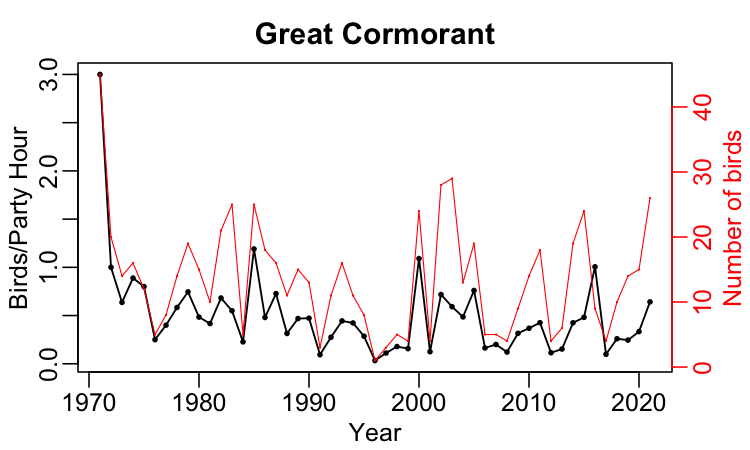 Great Cormorant
Birds/Party Hour
0.0 1.0 2.0 3.0
Number of birds
0 10 20 30 40
1970 1980 1990 2000 2010 2020
Year